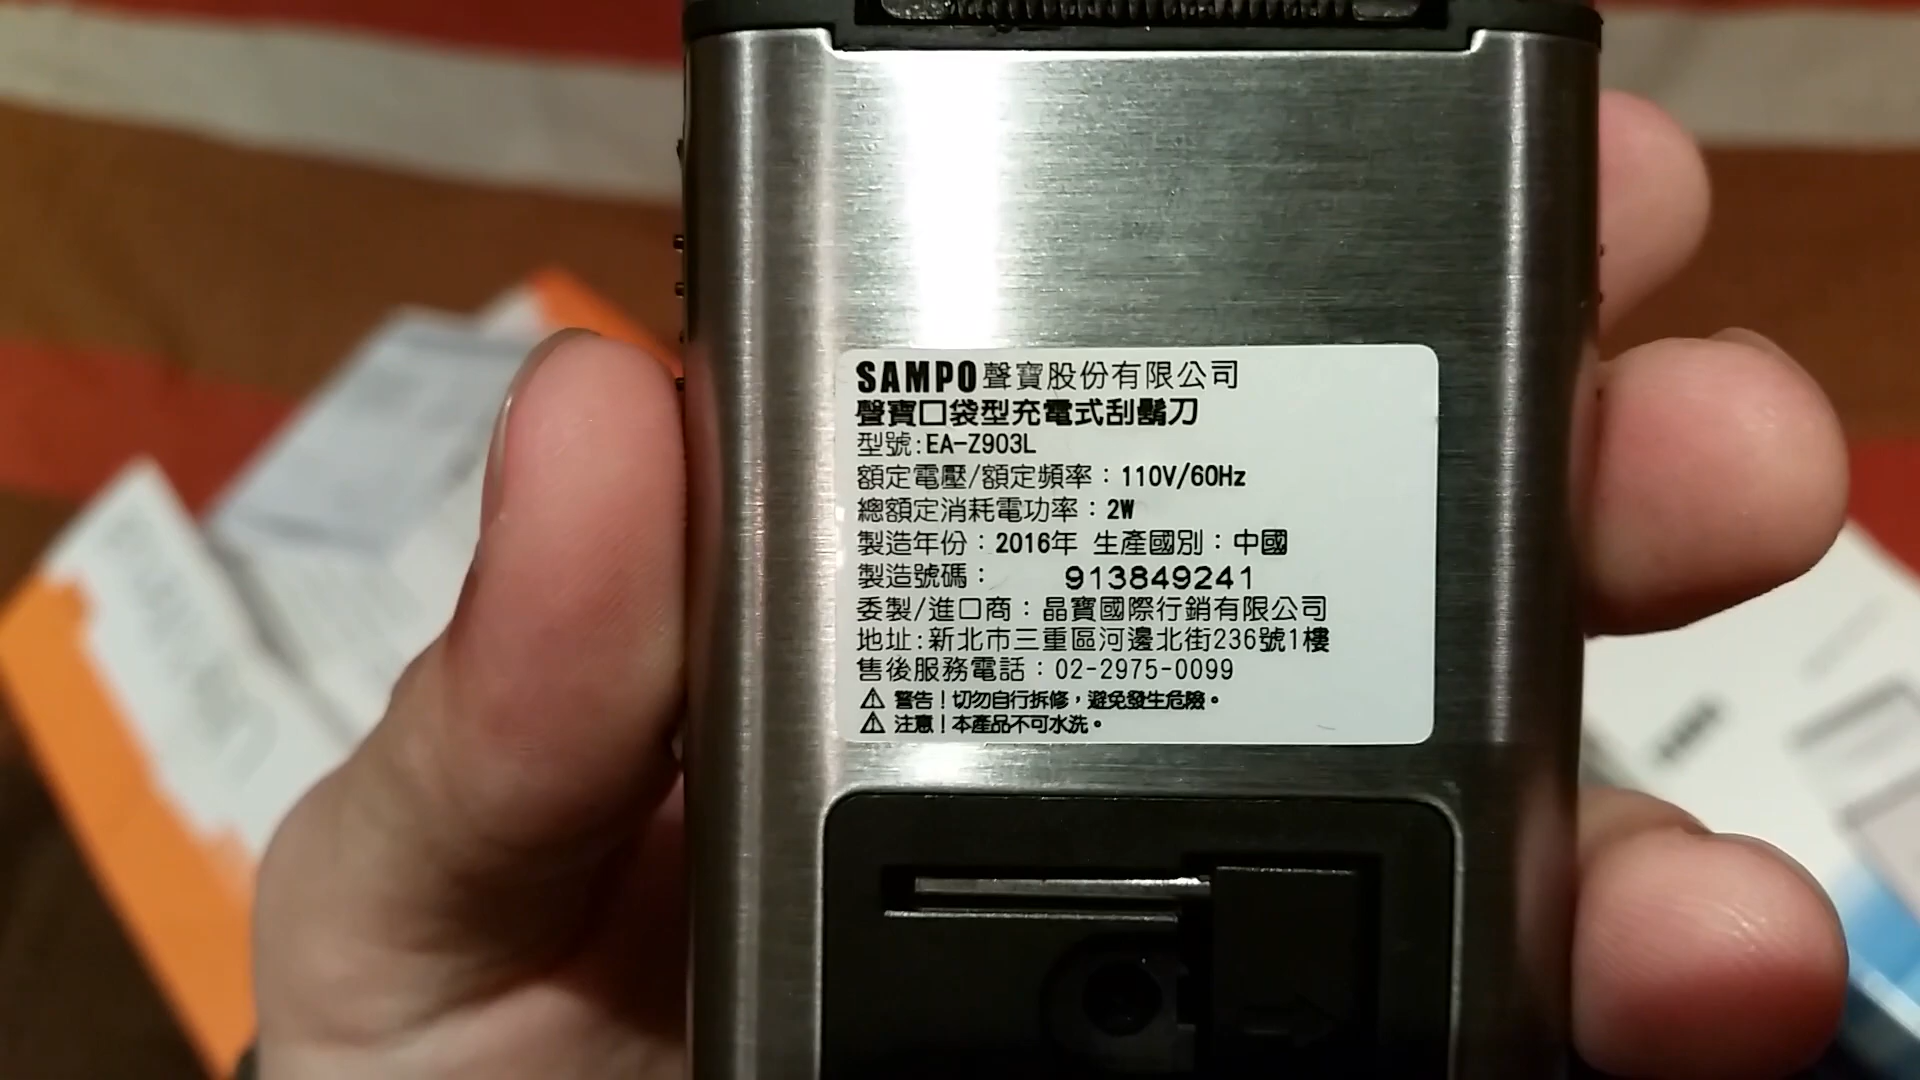 SAMPO聲寶股份有限公司
聲寶口袋型充電式刮鬍刀
型號:EA-Z903L
額定電壓/額定頻率：110V/60Hz
總額定消耗電功率：2W
製造年份：2016年 生產國別：中國
製造號碼： 913849241
委製/進口商：晶寶國際行銷有限公司
地址:新北市三重區河邊北街236號1樓
售後服務電話：02-2975-0099
⚠ 警告！切勿自行拆修，避免發生危險。
⚠ 注意！本產品不可水洗。